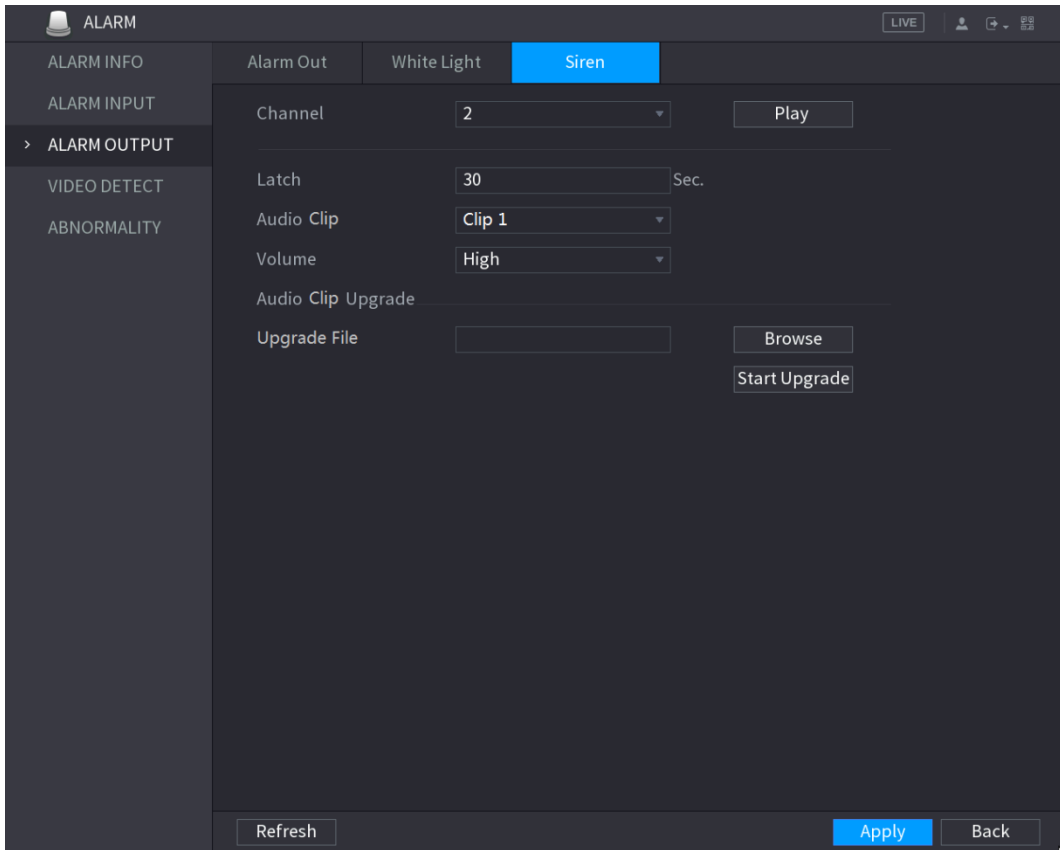 ALARM LIVE
ALARM INFO
ALARM INPUT
> ALARM OUTPUT
VIDEO DETECT
ABNORMALITY
Alarm Out White Light Siren
Channel 2 Play
Latch 30 Sec.
Audio Clip Clip 1
Volume High
Audio Clip Upgrade
Upgrade File Browse
Start Upgrade
Refresh Apply Back